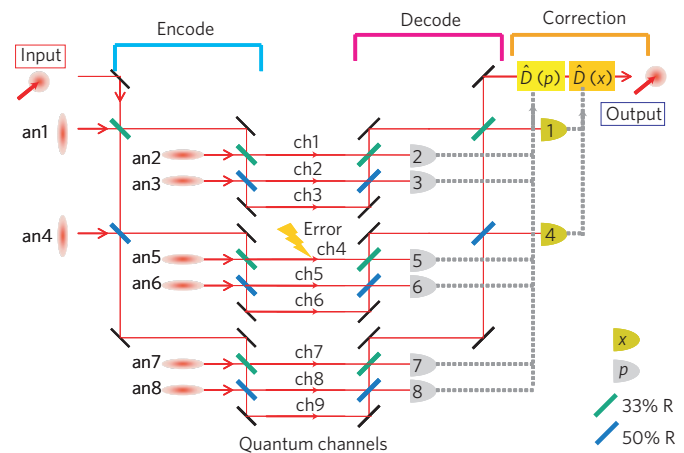 Encode
Decode
Correction
Input
D̂ (p)
D̂ (x)
Output
an1
1
ch1
an2
2
ch2
an3
3
ch3
an4
Error
4
ch4
an5
5
ch5
an6
6
ch6
ch7
an7
7
ch8
an8
8
ch9
Quantum channels
x
p
33% R
50% R